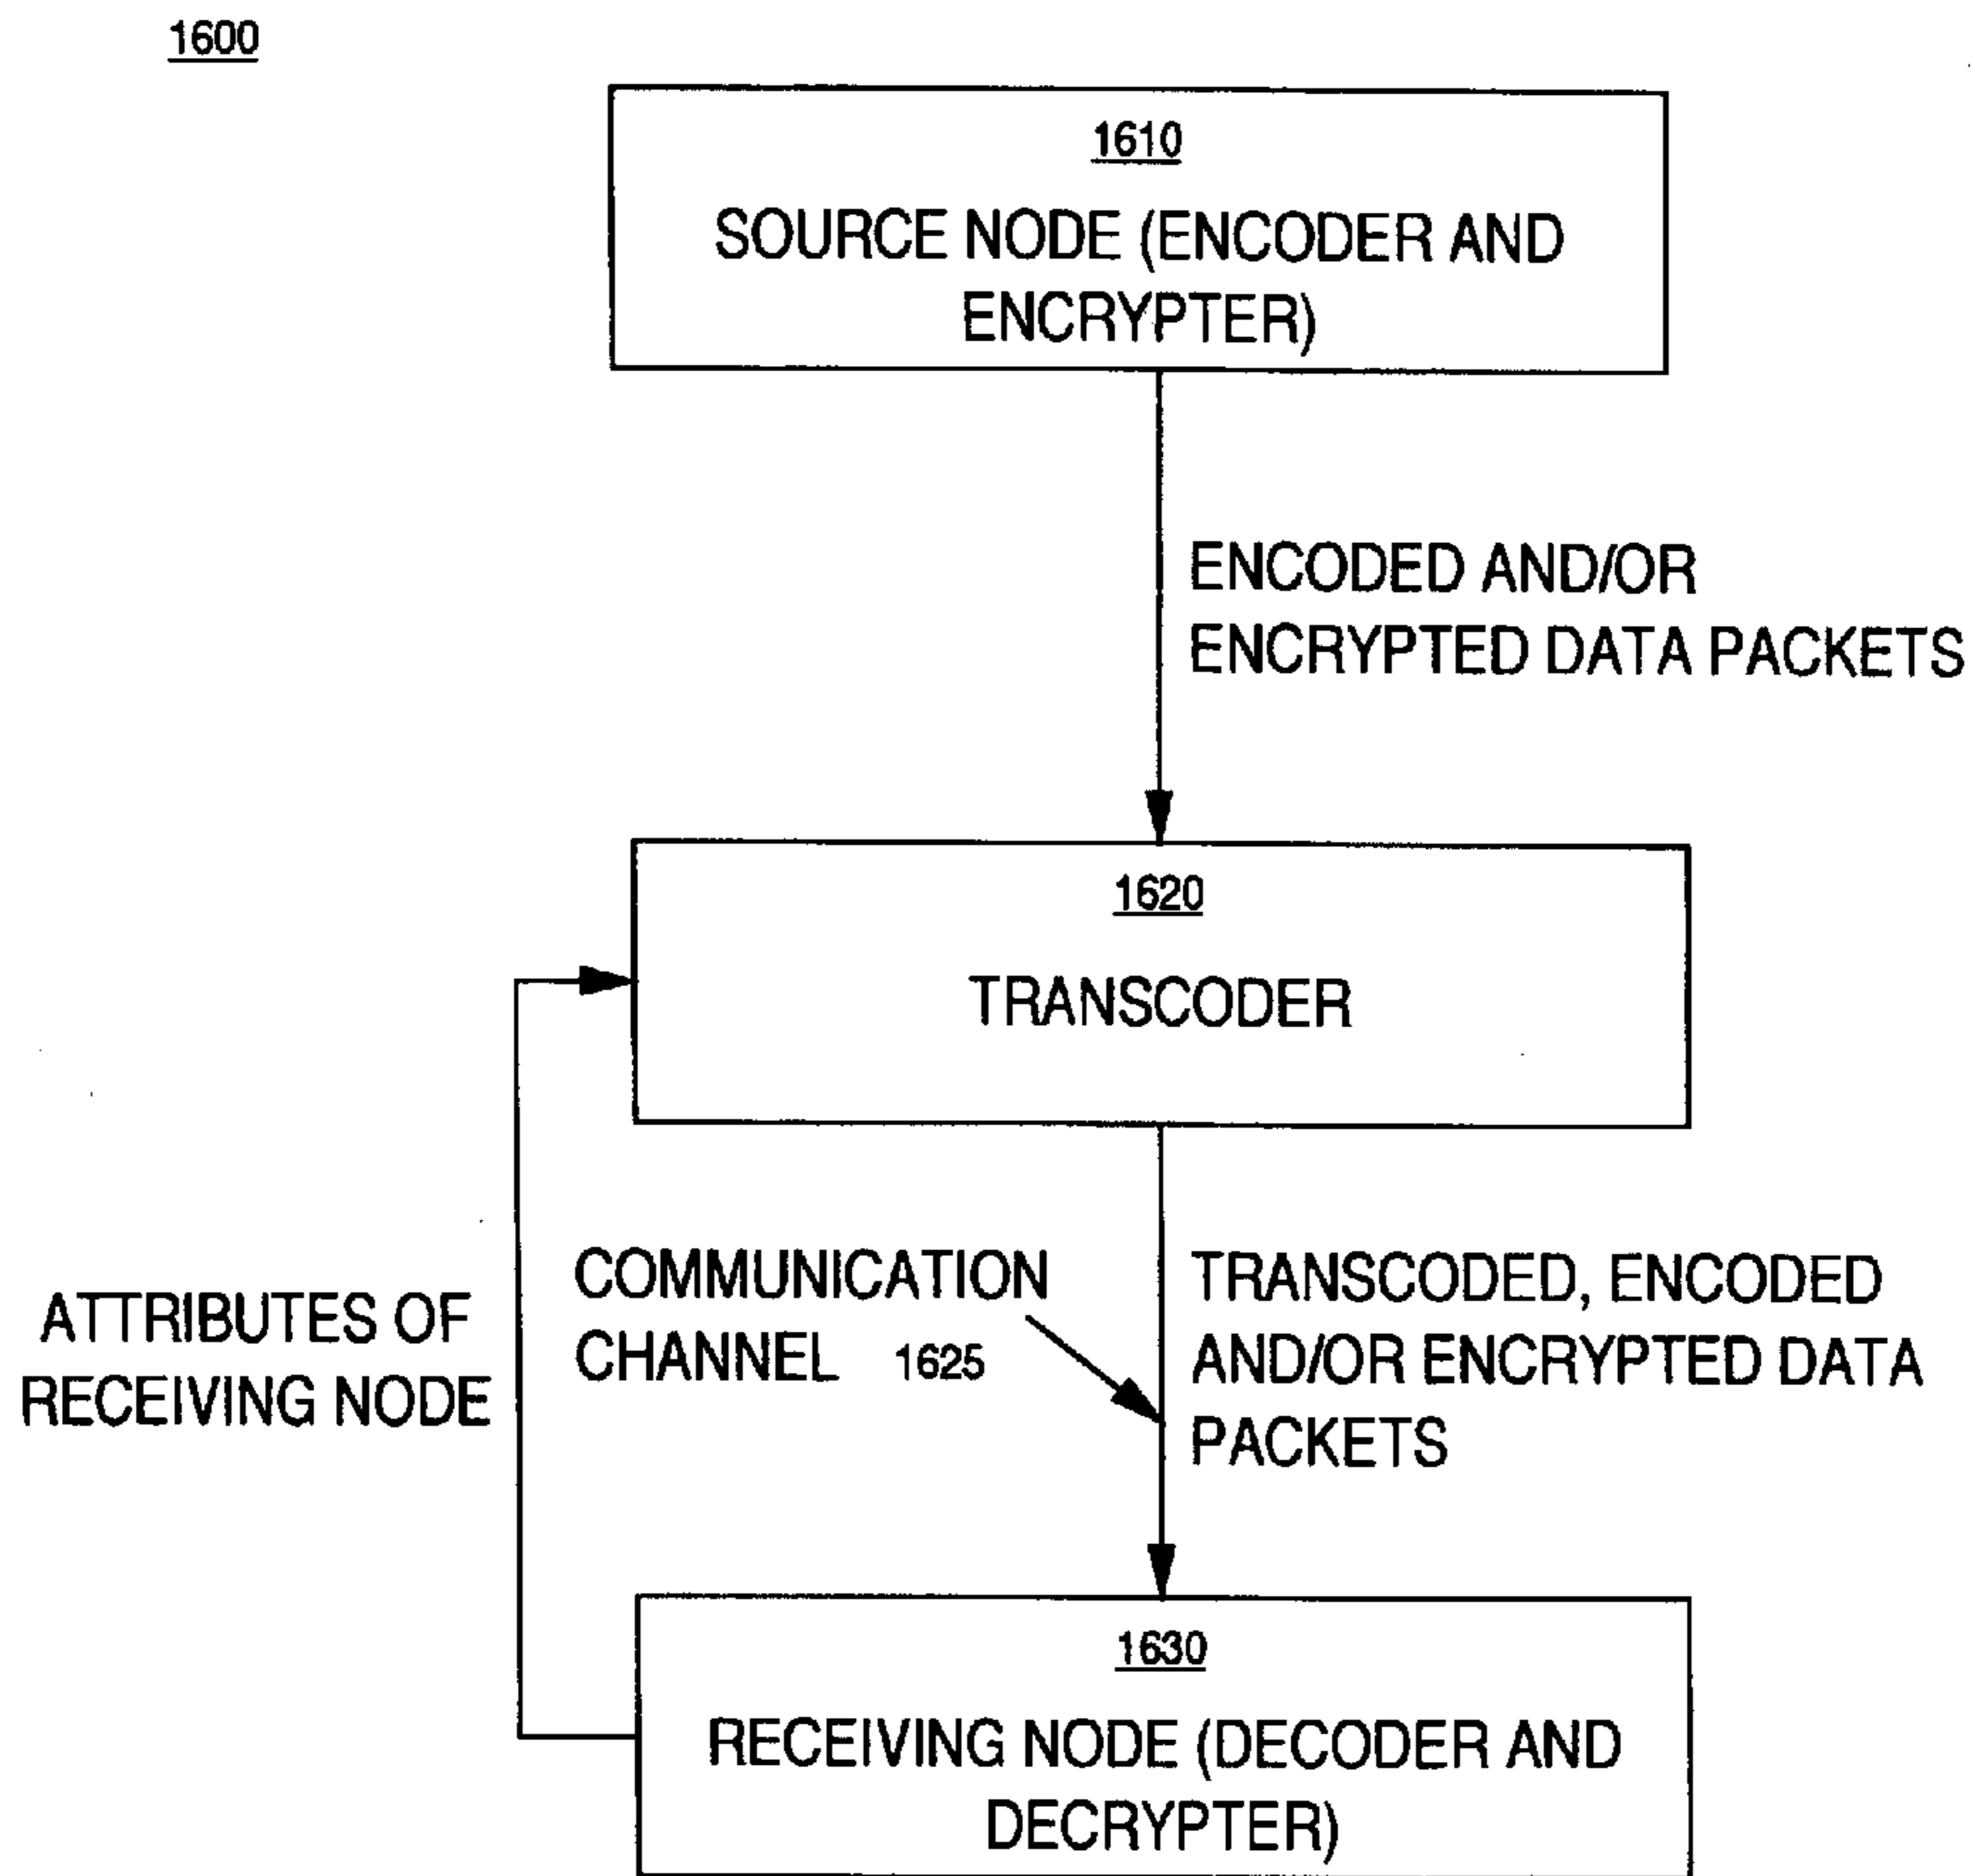 1600
1610
SOURCE NODE (ENCODER AND
ENCRYPTER)
ENCODED AND/OR
ENCRYPTED DATA PACKETS
1620
TRANSCODER
ATTRIBUTES OF
RECEIVING NODE
COMMUNICATION
CHANNEL 1625
TRANSCODED, ENCODED
AND/OR ENCRYPTED DATA
PACKETS
1630
RECEIVING NODE (DECODER AND
DECRYPTER)